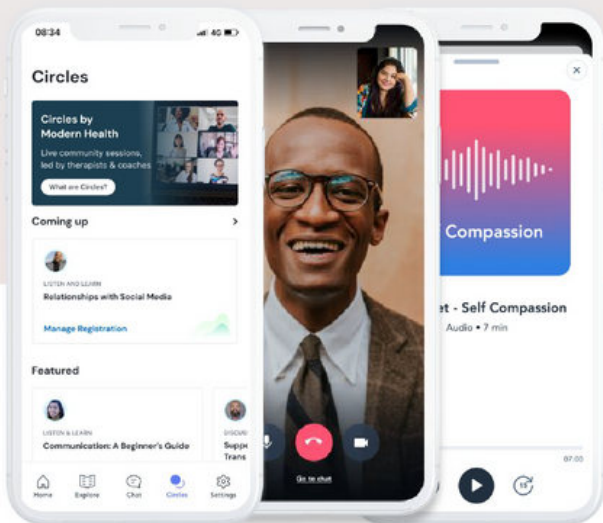 08:34
4G
Circles
Circles by
Modern Health
Live community sessions,
led by therapists & coaches
What are Circles?
Coming up
LISTEN AND LEARN
Relationships with Social Media
Manage Registration
Featured
LISTEN & LEARN
Communication: A Beginner's Guide
Home
Explore
Chat
Circles
Settings
Go to chat
Compassion
- Self Compassion
Audio • 7 min
07:00
15